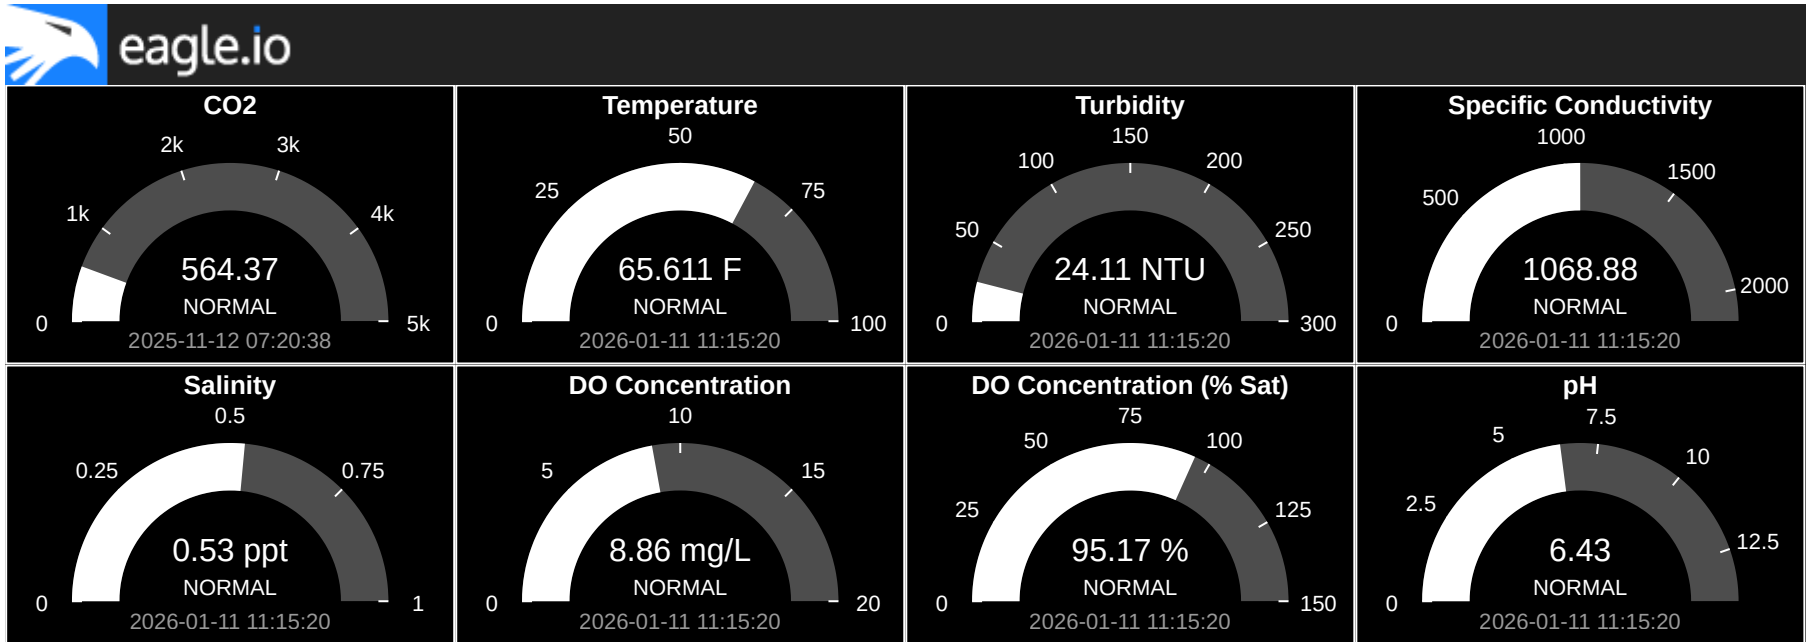 eagle.io
CO2
2k
3k
1k
4k
564.37
NORMAL
0
5k
2025-11-12 07:20:38
Temperature
50
25
75
65.611 F
NORMAL
0
100
2026-01-11 11:15:20
Turbidity
150
100
200
50
250
24.11 NTU
NORMAL
0
300
2026-01-11 11:15:20
Specific Conductivity
1000
1500
500
1068.88
2000
NORMAL
0
2026-01-11 11:15:20
Salinity
0.5
0.25
0.75
0.53 ppt
NORMAL
0
1
2026-01-11 11:15:20
DO Concentration
10
5
15
8.86 mg/L
NORMAL
0
20
2026-01-11 11:15:20
DO Concentration (% Sat)
75
50
100
25
125
95.17 %
NORMAL
0
150
2026-01-11 11:15:20
pH
7.5
5
10
2.5
12.5
6.43
NORMAL
0
2026-01-11 11:15:20